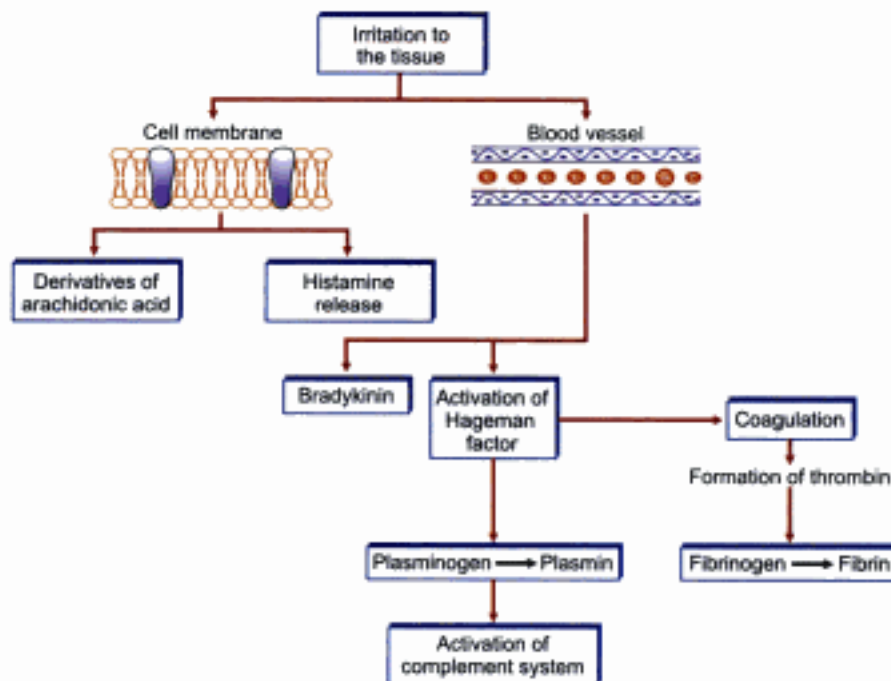 Irritation to
the tissue
Cell membrane
Blood vessel
Derivatives of
arachidonic acid
Histamine
release
Bradykinin
Activation of
Hageman
factor
Coagulation
Formation of thrombin
Plasminogen → Plasmin
Fibrinogen → Fibrin
Activation of
complement system